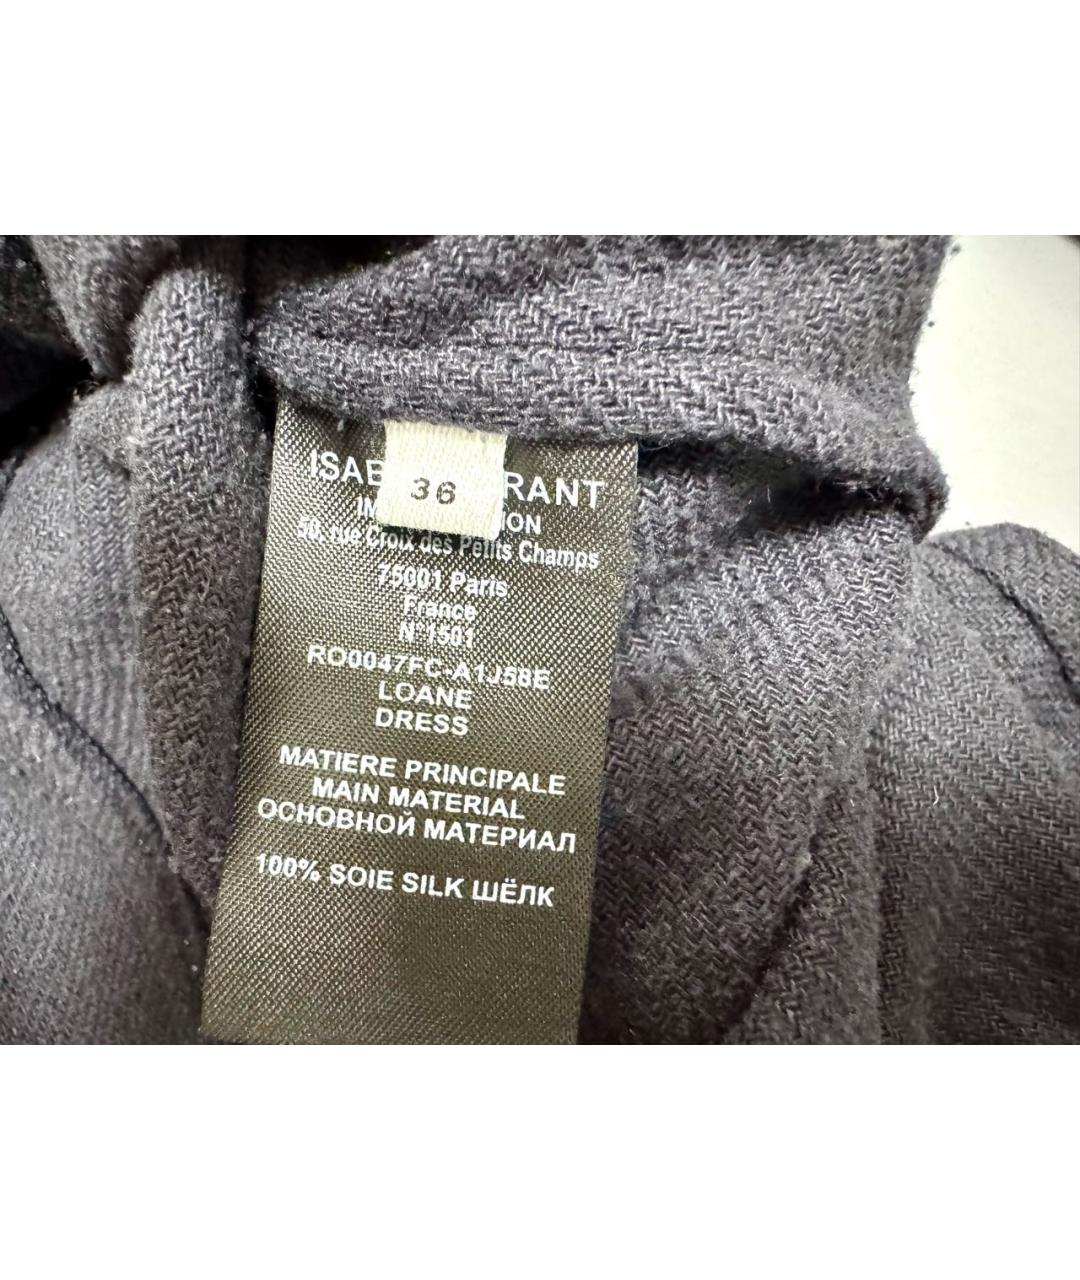 ISAB RANT
36
IM ION
50, rue Croix des Petits Champs
75001 Paris
France
N°1501
RO0047FC-A1J58E
LOANE
DRESS
MATIERE PRINCIPALE
MAIN MATERIAL
ОСНОВНОЙ МАТЕРИАЛ
100% SOIE SILK ШЁЛК